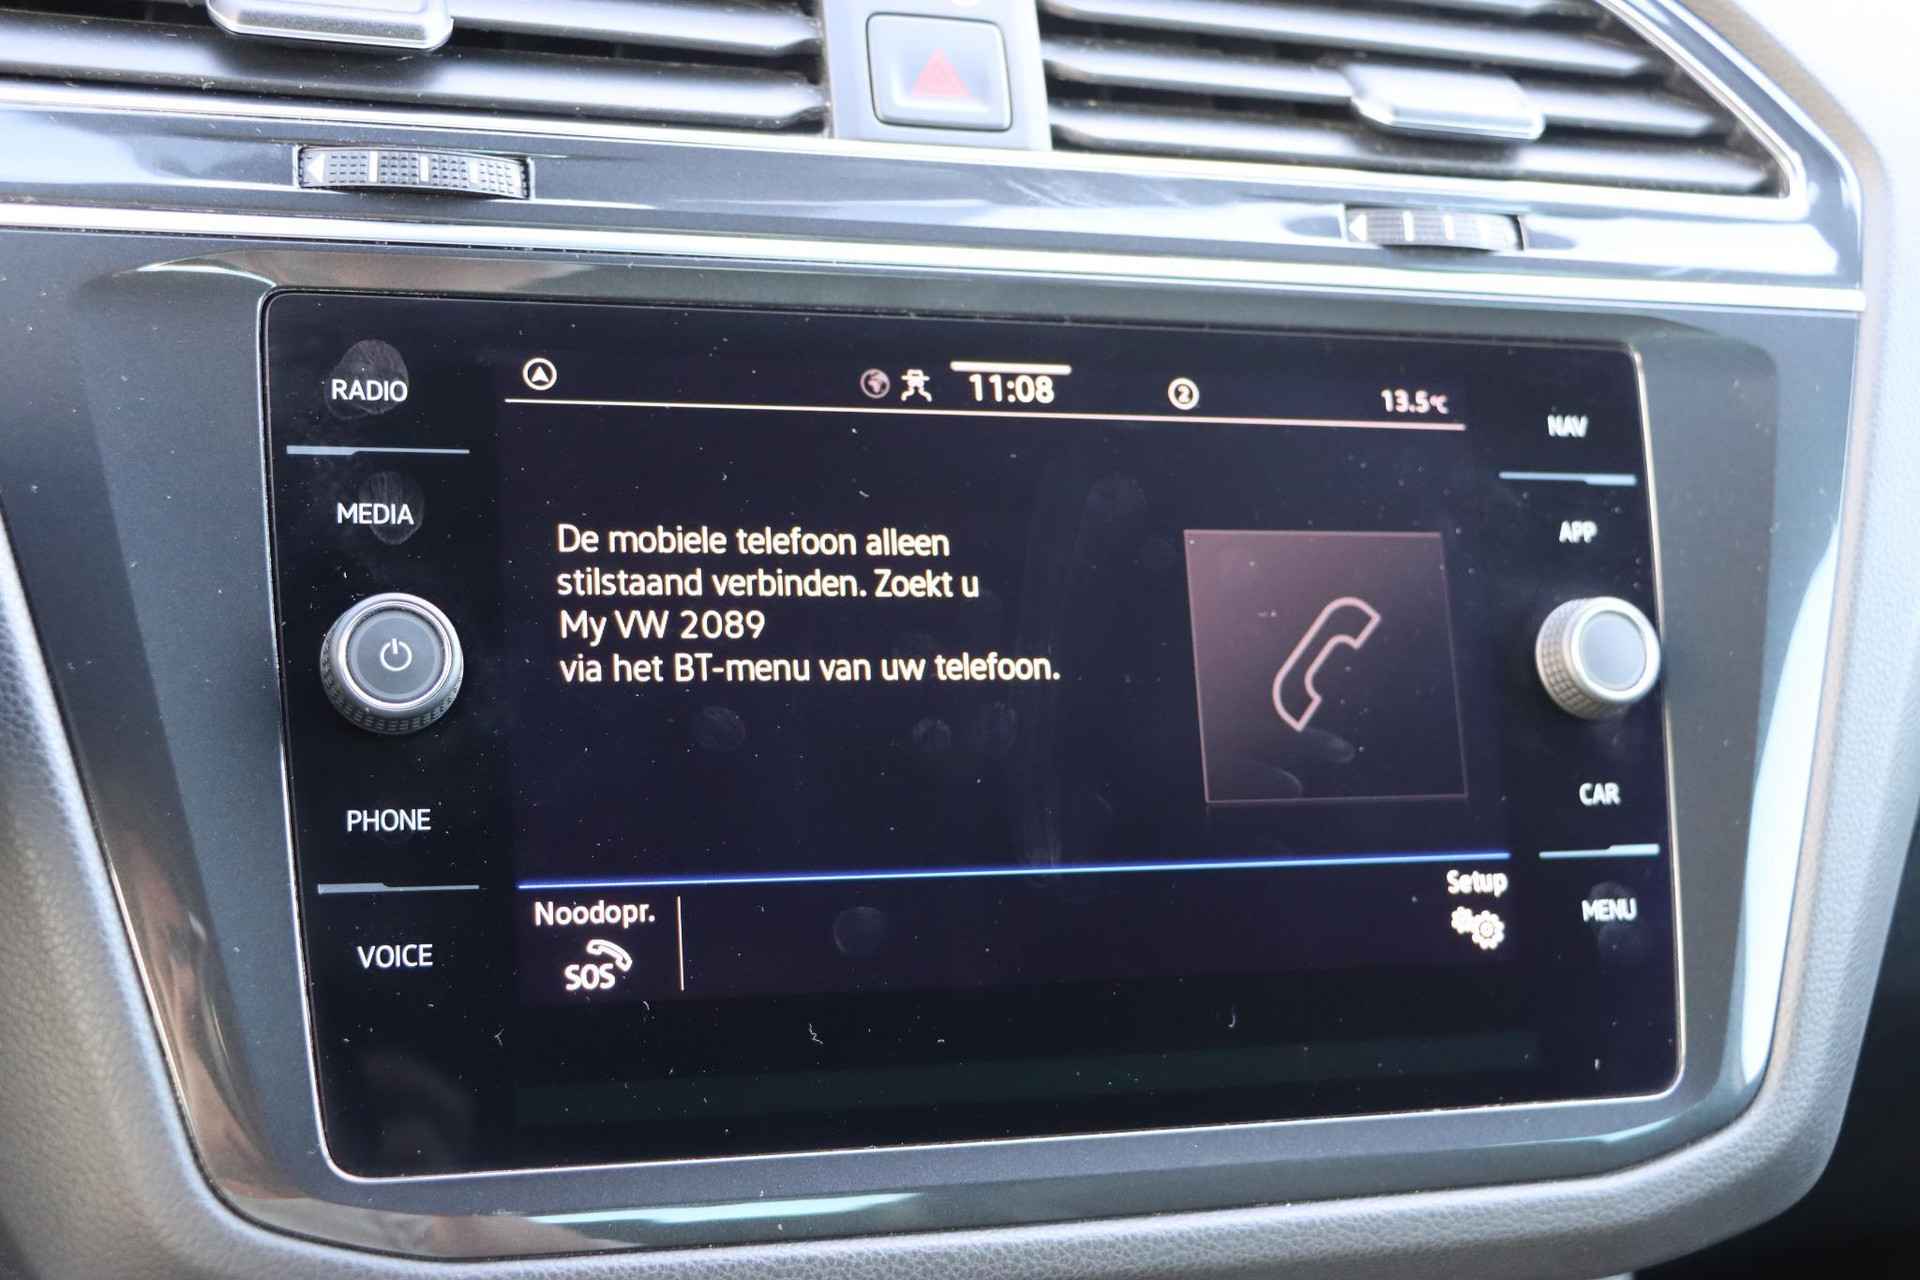 RADIO
MEDIA
PHONE
VOICE
11:08
2
13.5°C
De mobiele telefoon alleen
stilstaand verbinden. Zoekt u
My VW 2089
via het BT-menu van uw telefoon.
Noodopr.
SOS
Setup
NAV
APP
CAR
MENU